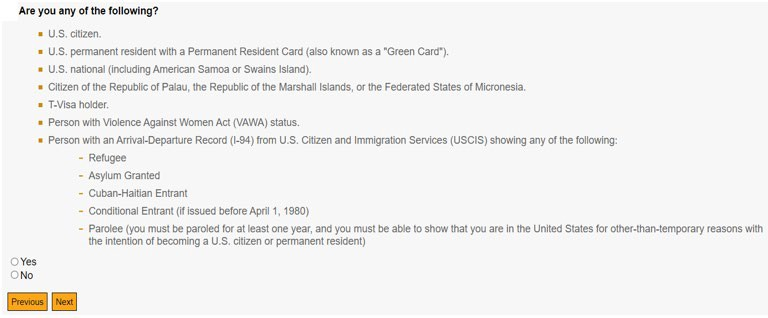 Are you any of the following?
U.S. citizen.
U.S. permanent resident with a Permanent Resident Card (also known as a "Green Card").
U.S. national (including American Samoa or Swains Island).
Citizen of the Republic of Palau, the Republic of the Marshall Islands, or the Federated States of Micronesia.
T-Visa holder.
Person with Violence Against Women Act (VAWA) status.
Person with an Arrival-Departure Record (I-94) from U.S. Citizen and Immigration Services (USCIS) showing any of the following:
Refugee
Asylum Granted
Cuban-Haitian Entrant
Conditional Entrant (if issued before April 1, 1980)
Parolee (you must be paroled for at least one year, and you must be able to show that you are in the United States for other-than-temporary reasons with
the intention of becoming a U.S. citizen or permanent resident)
Yes
No
Previous Next